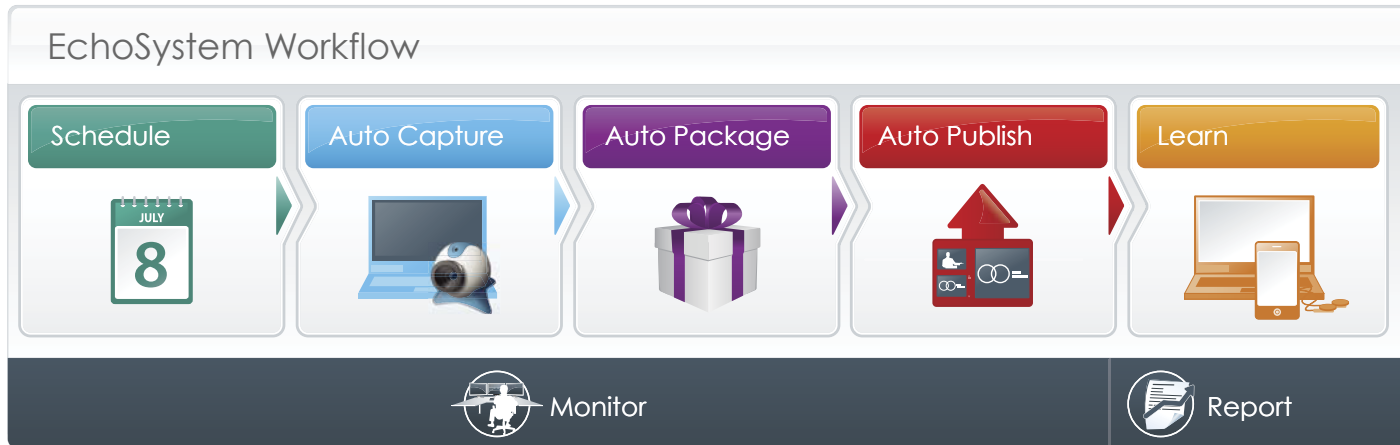 EchoSystem Workflow
Schedule
Auto Capture
Auto Package
Auto Publish
Learn
JULY
8
Monitor
Report